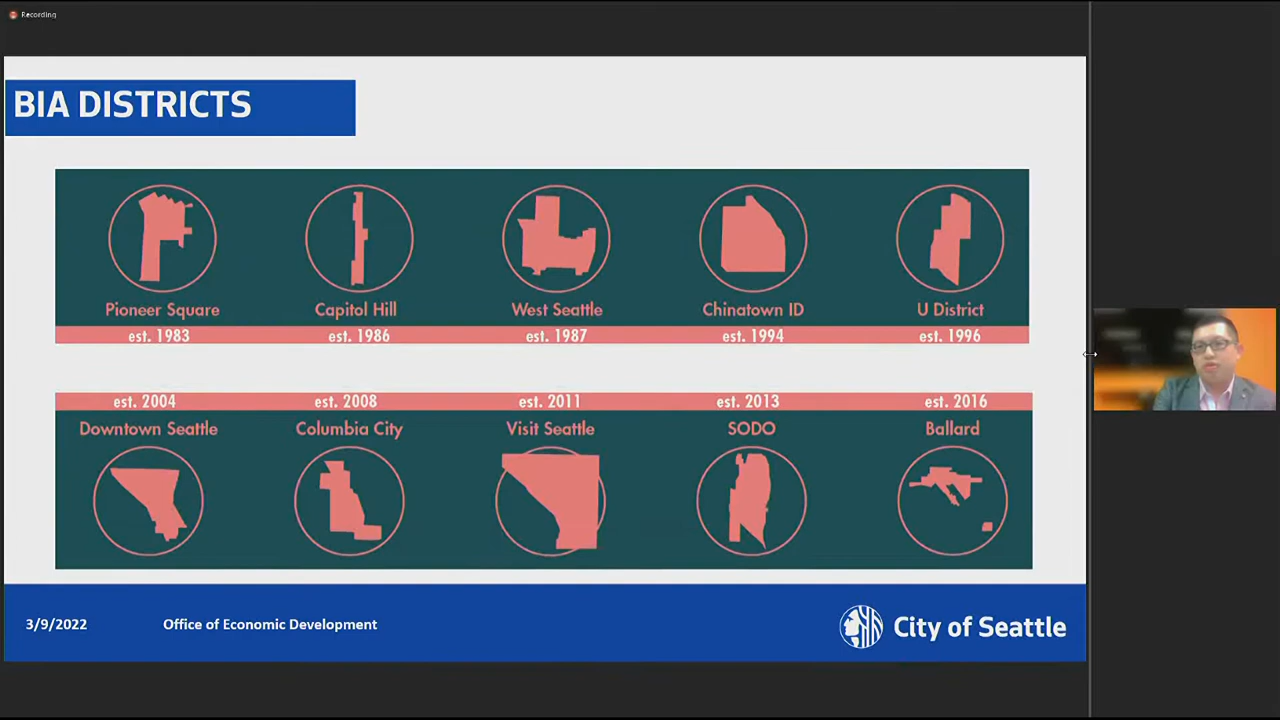 Recording
BIA DISTRICTS
Pioneer Square Capitol Hill West Seattle Chinatown ID U District
est. 1983 est. 1986 est. 1987 est. 1994 est. 1996
est. 2004 est. 2008 est. 2011 est. 2013 est. 2016
Downtown Seattle Columbia City Visit Seattle SODO Ballard
3/9/2022 Office of Economic Development City of Seattle